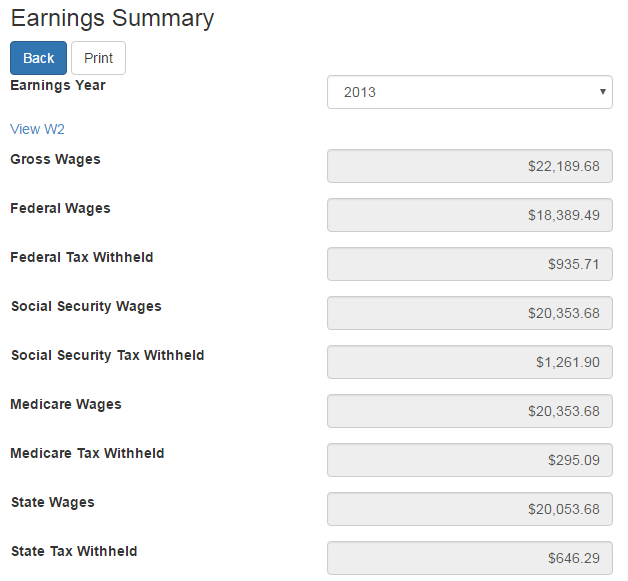 Earnings Summary
Back Print
Earnings Year 2013
View W2
Gross Wages $22,189.68
Federal Wages $18,389.49
Federal Tax Withheld $935.71
Social Security Wages $20,353.68
Social Security Tax Withheld $1,261.90
Medicare Wages $20,353.68
Medicare Tax Withheld $295.09
State Wages $20,053.68
State Tax Withheld $646.29